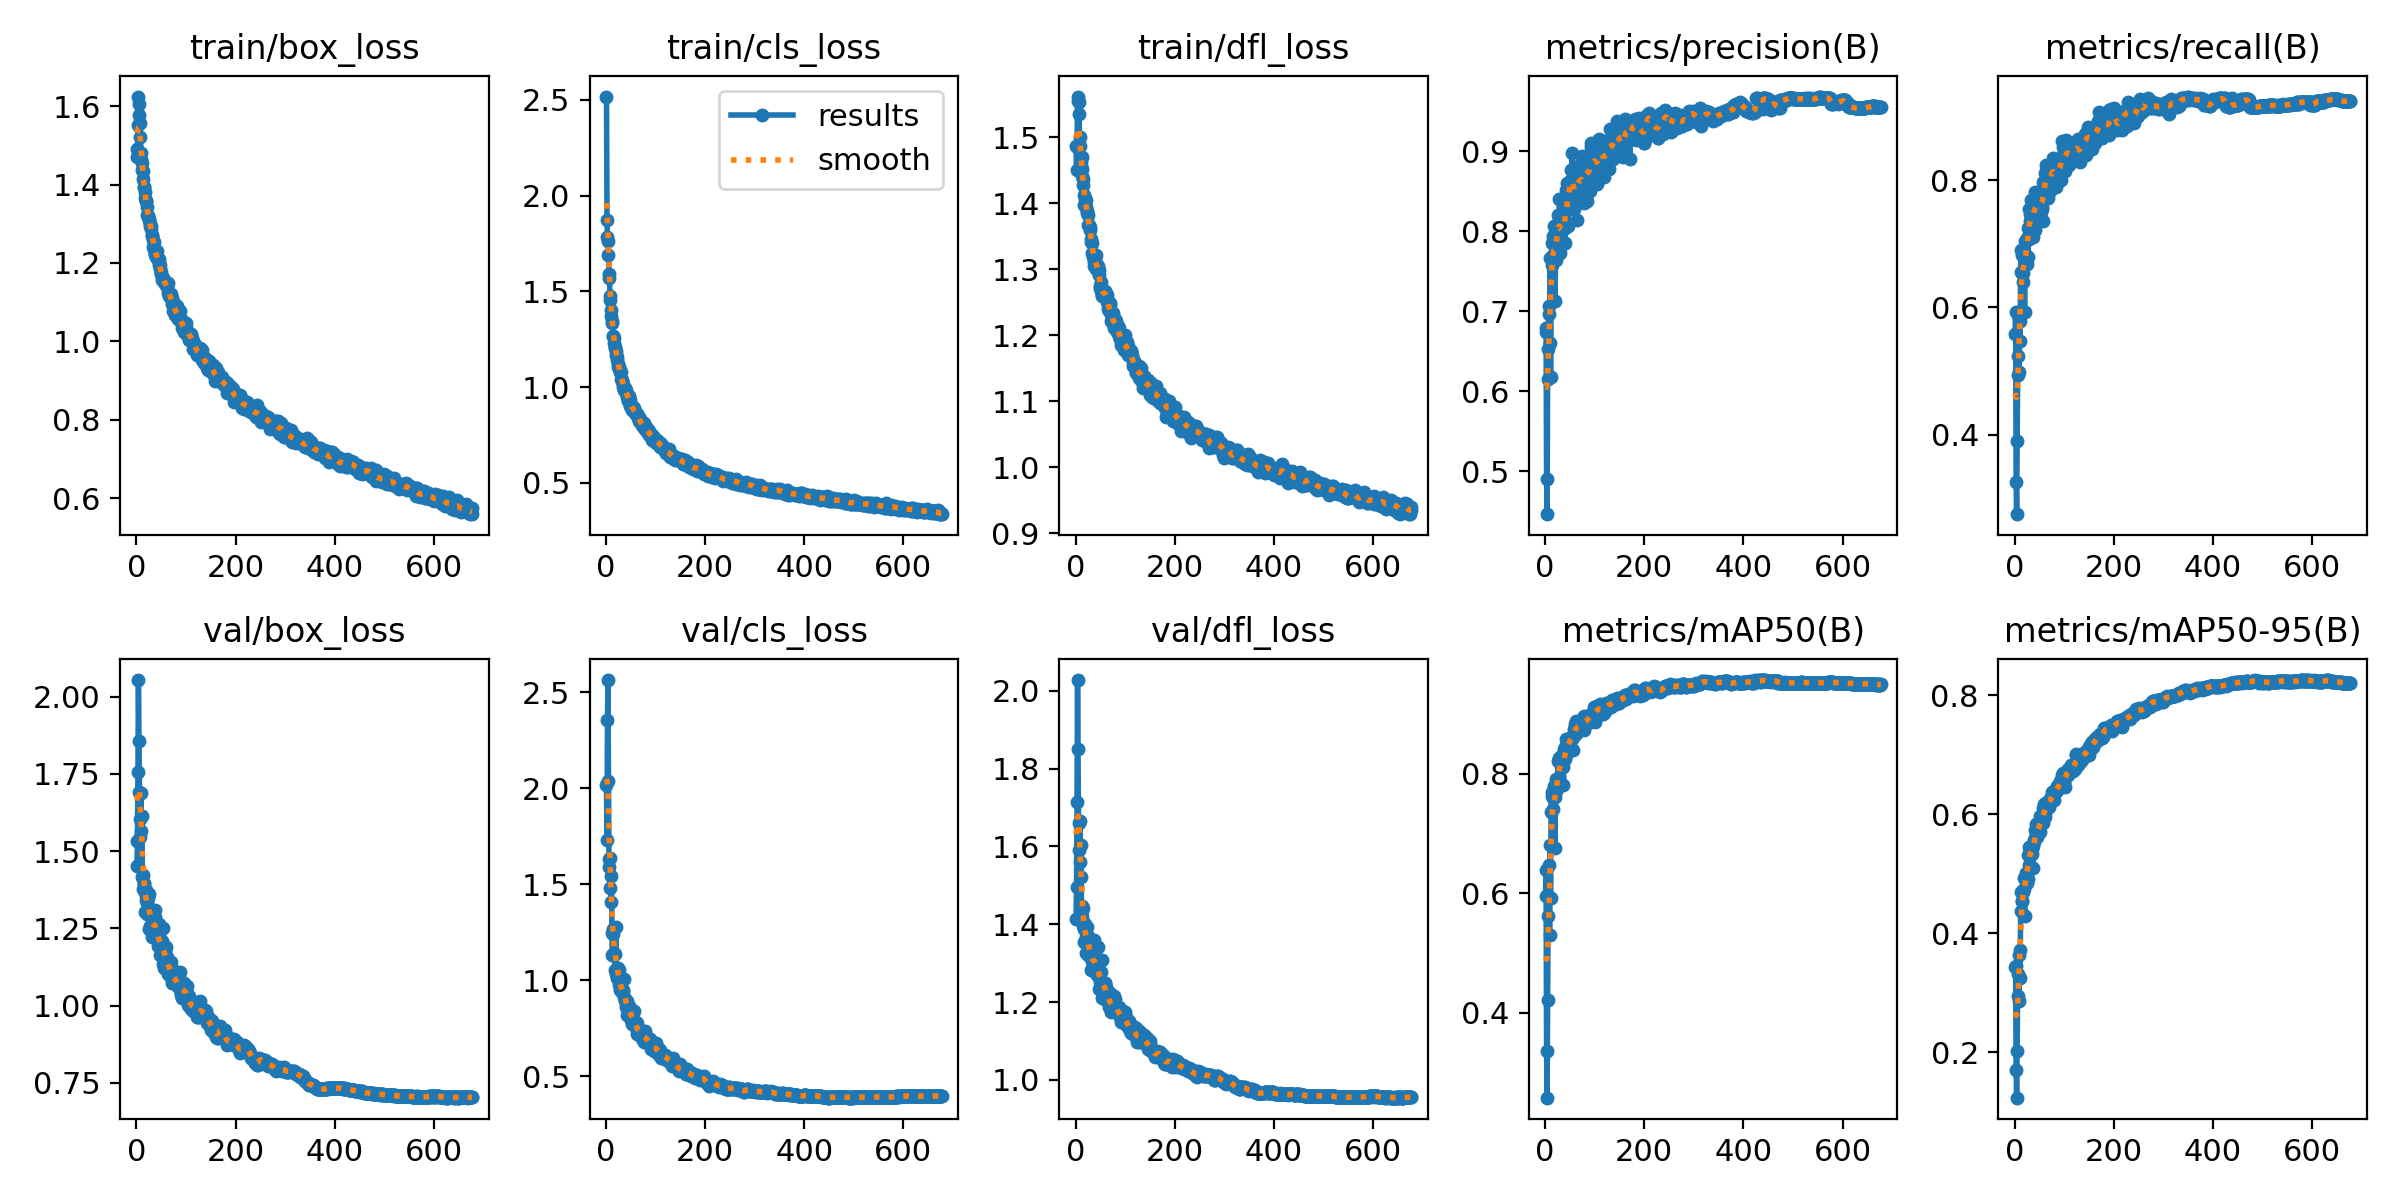 train/box_loss
1.6
1.4
1.2
1.0
0.8
0.6
0 200 400 600
train/cls_loss
results
smooth
2.5
2.0
1.5
1.0
0.5
0 200 400 600
train/dfl_loss
1.5
1.4
1.3
1.2
1.1
1.0
0.9
0 200 400 600
metrics/precision(B)
0.9
0.8
0.7
0.6
0.5
0 200 400 600
metrics/recall(B)
0.8
0.6
0.4
0 200 400 600
val/box_loss
2.00
1.75
1.50
1.25
1.00
0.75
0 200 400 600
val/cls_loss
2.5
2.0
1.5
1.0
0.5
0 200 400 600
val/dfl_loss
2.0
1.8
1.6
1.4
1.2
1.0
0 200 400 600
metrics/mAP50(B)
0.8
0.6
0.4
0 200 400 600
metrics/mAP50-95(B)
0.8
0.6
0.4
0.2
0 200 400 600